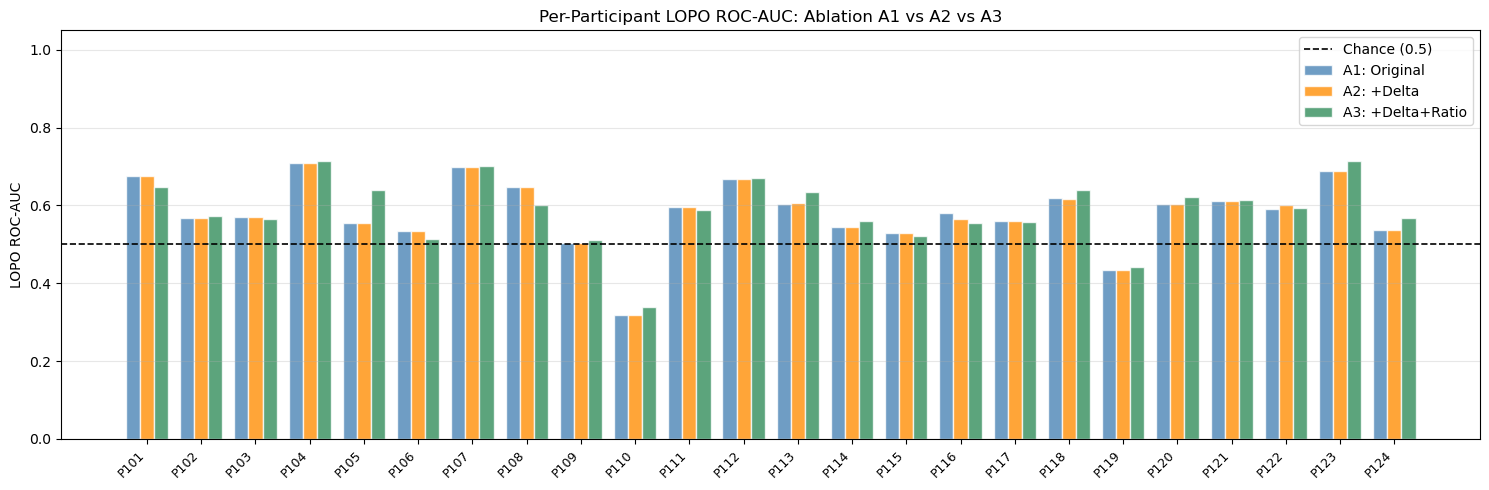 Per-Participant LOPO ROC-AUC: Ablation A1 vs A2 vs A3
LOPO ROC-AUC
1.0
0.8
0.6
0.4
0.2
0.0
Chance (0.5)
A1: Original
A2: +Delta
A3: +Delta+Ratio
P101 P102 P103 P104 P105 P106 P107 P108 P109 P110 P111 P112 P113 P114 P115 P116 P117 P118 P119 P120 P121 P122 P123 P124